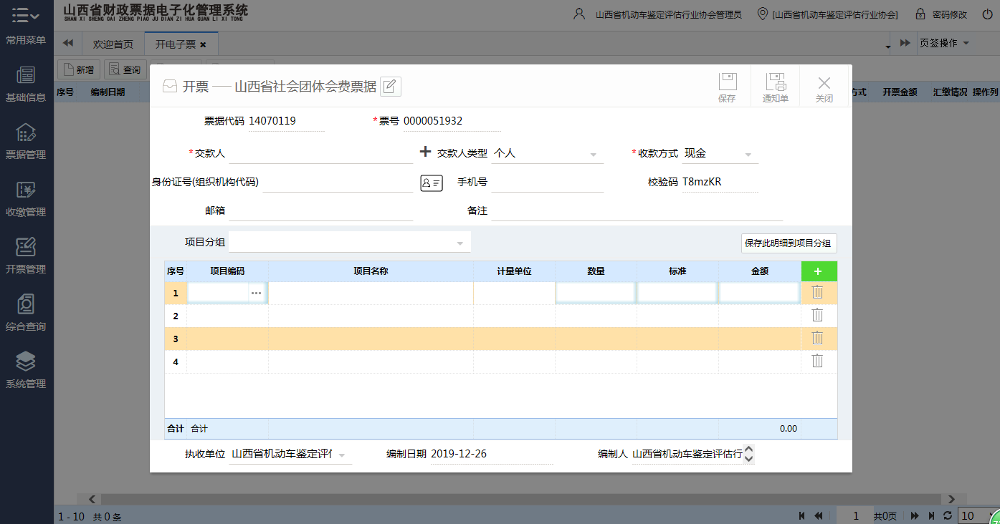 山西省财政票据电子化管理系统
SHAN XI SHENG CAI ZHENG PIAO JU DIAN ZI HUA GUAN LI XI TONG
山西省机动车鉴定评估行业协会管理员 [山西省机动车鉴定评估行业协会] 密码修改
常用菜单
基础信息
票据管理
收缴管理
开票管理
综合查询
系统管理
欢迎首页 开电子票 页签操作
新增 查询
序号 编制日期 方式 开票金额 汇缴情况 操作列
开票 —— 山西省社会团体会费票据 保存 通知单 关闭
票据代码 14070119 *票号 0000051932
*交款人 交款人类型 个人 *收款方式 现金
身份证号(组织机构代码) 手机号 校验码 T8mzKR
邮箱 备注
项目分组 保存此明细到项目分组
序号 项目编码 项目名称 计量单位 数量 标准 金额 +
1 ...
2
3
4
合计 合计 0.00
执收单位 山西省机动车鉴定评 编制日期 2019-12-26 编制人 山西省机动车鉴定评估行
1 - 10 共 0 条 1 共0页 10